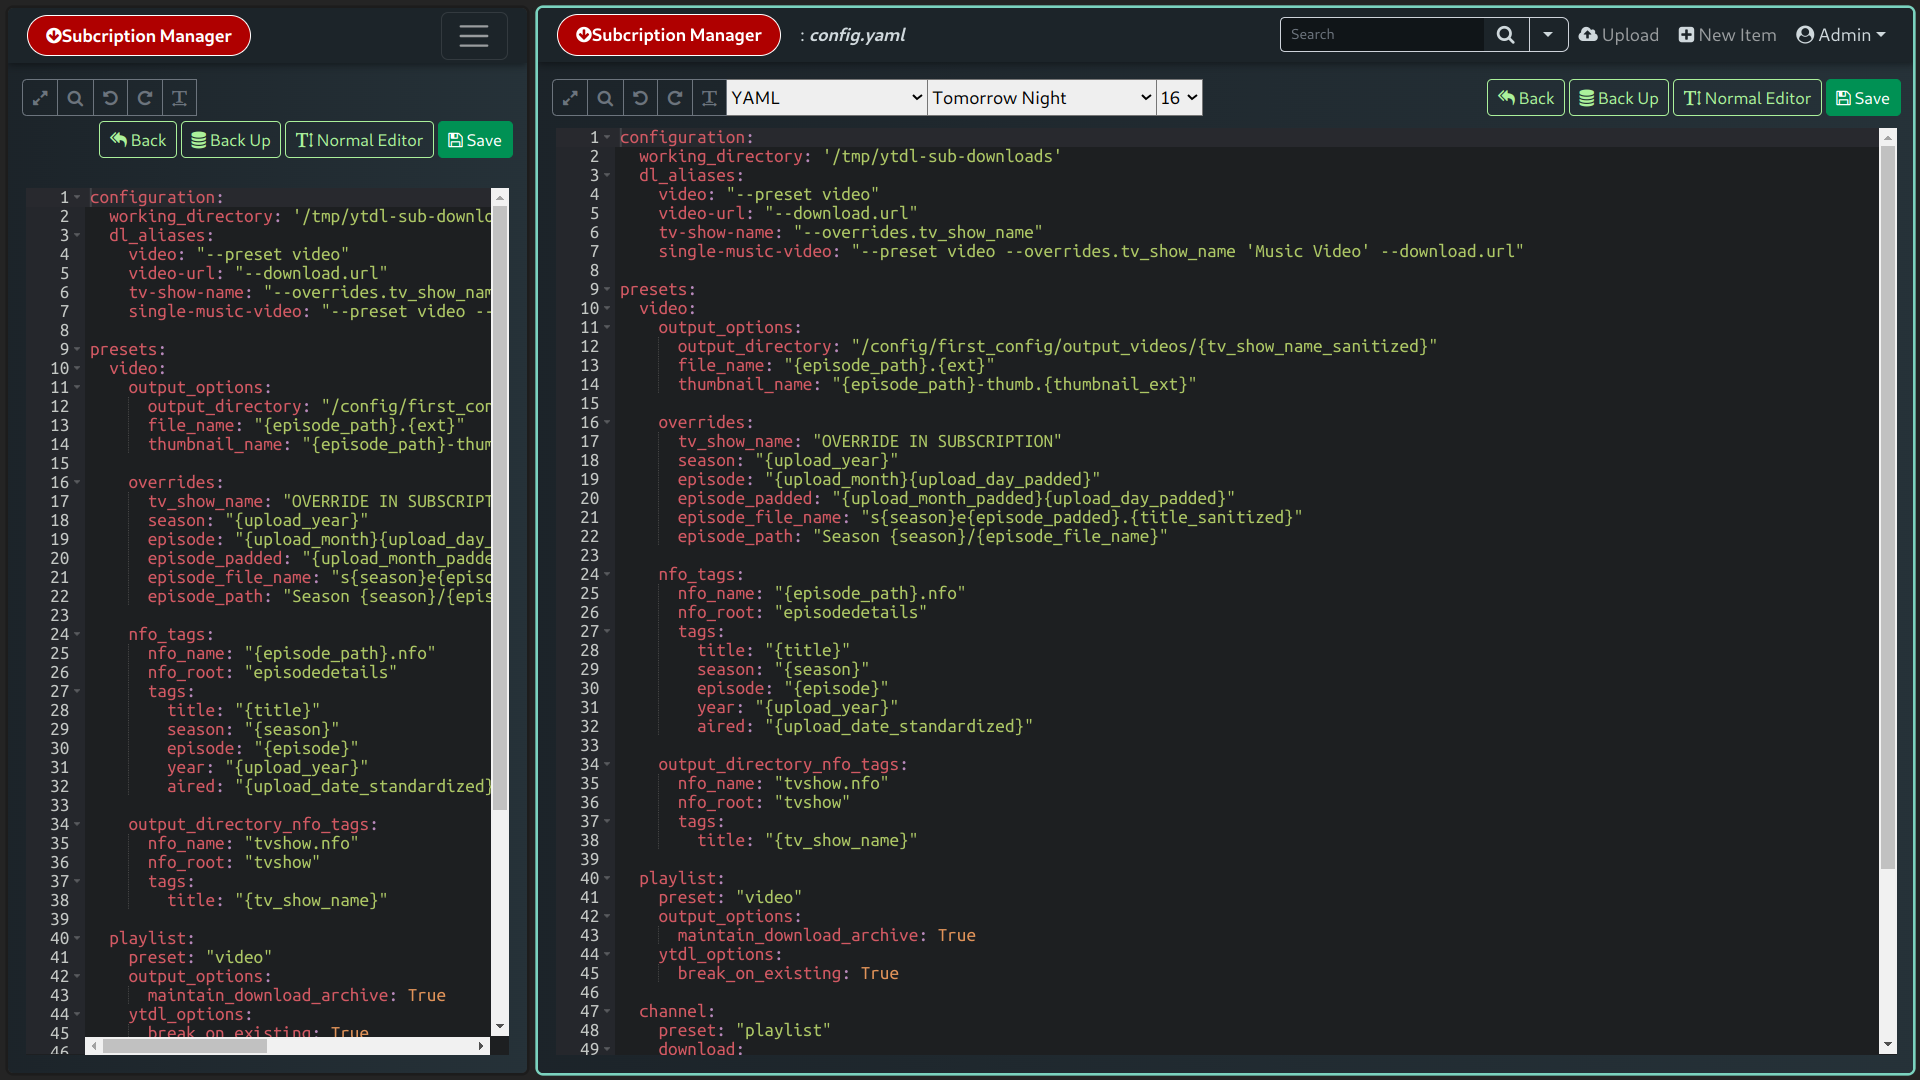 Subcription Manager
Back
Back Up
Normal Editor
Save
1 configuration:
2 working_directory: '/tmp/ytdl-sub-downlo
3 dl_aliases:
4 video: "--preset video"
5 video-url: "--download.url"
6 tv-show-name: "--overrides.tv_show_nam
7 single-music-video: "--preset video --
8
9 presets:
10 video:
11 output_options:
12 output_directory: "/config/first_con
13 file_name: "{episode_path}.{ext}"
14 thumbnail_name: "{episode_path}-thum
15
16 overrides:
17 tv_show_name: "OVERRIDE IN SUBSCRIPT
18 season: "{upload_year}"
19 episode: "{upload_month}{upload_day_
20 episode_padded: "{upload_month_padde
21 episode_file_name: "s{season}e{episo
22 episode_path: "Season {season}/{epis
23
24 nfo_tags:
25 nfo_name: "{episode_path}.nfo"
26 nfo_root: "episodedetails"
27 tags:
28 title: "{title}"
29 season: "{season}"
30 episode: "{episode}"
31 year: "{upload_year}"
32 aired: "{upload_date_standardized}
33
34 output_directory_nfo_tags:
35 nfo_name: "tvshow.nfo"
36 nfo_root: "tvshow"
37 tags:
38 title: "{tv_show_name}"
39
40 playlist:
41 preset: "video"
42 output_options:
43 maintain_download_archive: True
44 ytdl_options:
45 break_on_existing: True
46
Subcription Manager : config.yaml
Search
Upload
New Item
Admin
YAML
Tomorrow Night
16
Back
Back Up
Normal Editor
Save
1 configuration:
2 working_directory: '/tmp/ytdl-sub-downloads'
3 dl_aliases:
4 video: "--preset video"
5 video-url: "--download.url"
6 tv-show-name: "--overrides.tv_show_name"
7 single-music-video: "--preset video --overrides.tv_show_name 'Music Video' --download.url"
8
9 presets:
10 video:
11 output_options:
12 output_directory: "/config/first_config/output_videos/{tv_show_name_sanitized}"
13 file_name: "{episode_path}.{ext}"
14 thumbnail_name: "{episode_path}-thumb.{thumbnail_ext}"
15
16 overrides:
17 tv_show_name: "OVERRIDE IN SUBSCRIPTION"
18 season: "{upload_year}"
19 episode: "{upload_month}{upload_day_padded}"
20 episode_padded: "{upload_month_padded}{upload_day_padded}"
21 episode_file_name: "s{season}e{episode_padded}.{title_sanitized}"
22 episode_path: "Season {season}/{episode_file_name}"
23
24 nfo_tags:
25 nfo_name: "{episode_path}.nfo"
26 nfo_root: "episodedetails"
27 tags:
28 title: "{title}"
29 season: "{season}"
30 episode: "{episode}"
31 year: "{upload_year}"
32 aired: "{upload_date_standardized}"
33
34 output_directory_nfo_tags:
35 nfo_name: "tvshow.nfo"
36 nfo_root: "tvshow"
37 tags:
38 title: "{tv_show_name}"
39
40 playlist:
41 preset: "video"
42 output_options:
43 maintain_download_archive: True
44 ytdl_options:
45 break_on_existing: True
46
47 channel:
48 preset: "playlist"
49 download: